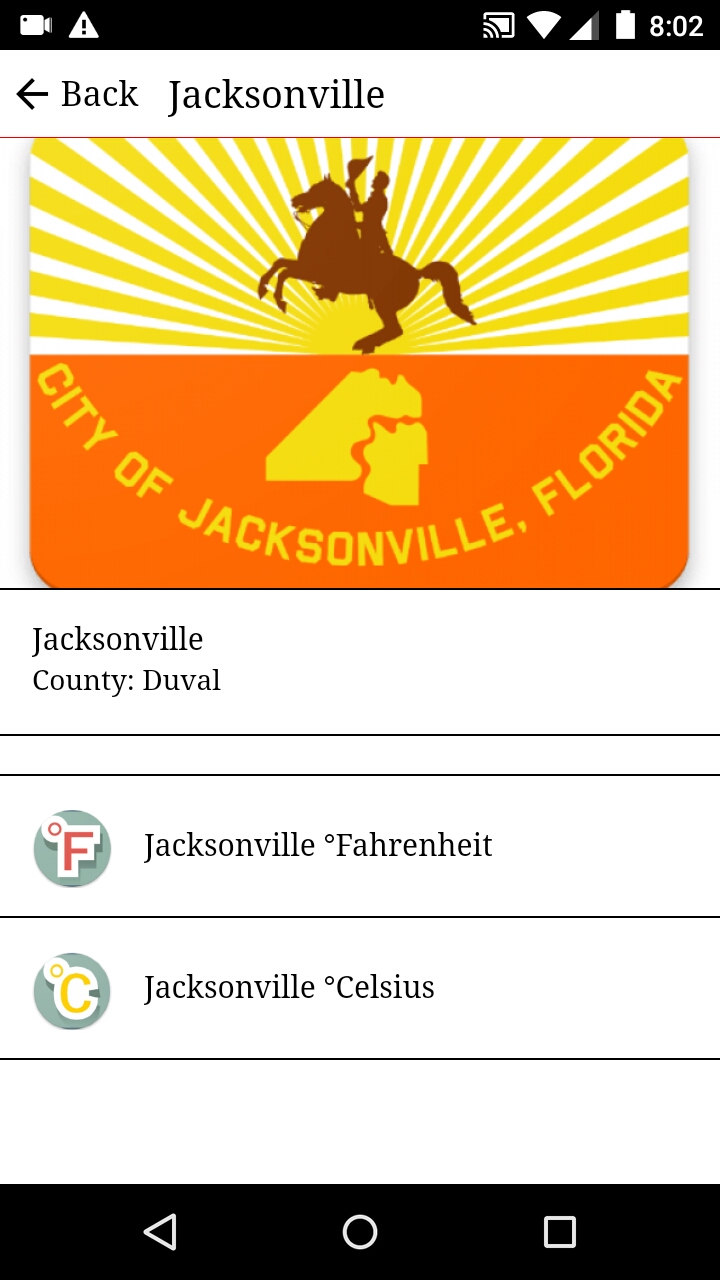 8:02
Back Jacksonville
CITY OF JACKSONVILLE, FLORIDA
Jacksonville
County: Duval
°F
Jacksonville °Fahrenheit
°C
Jacksonville °Celsius